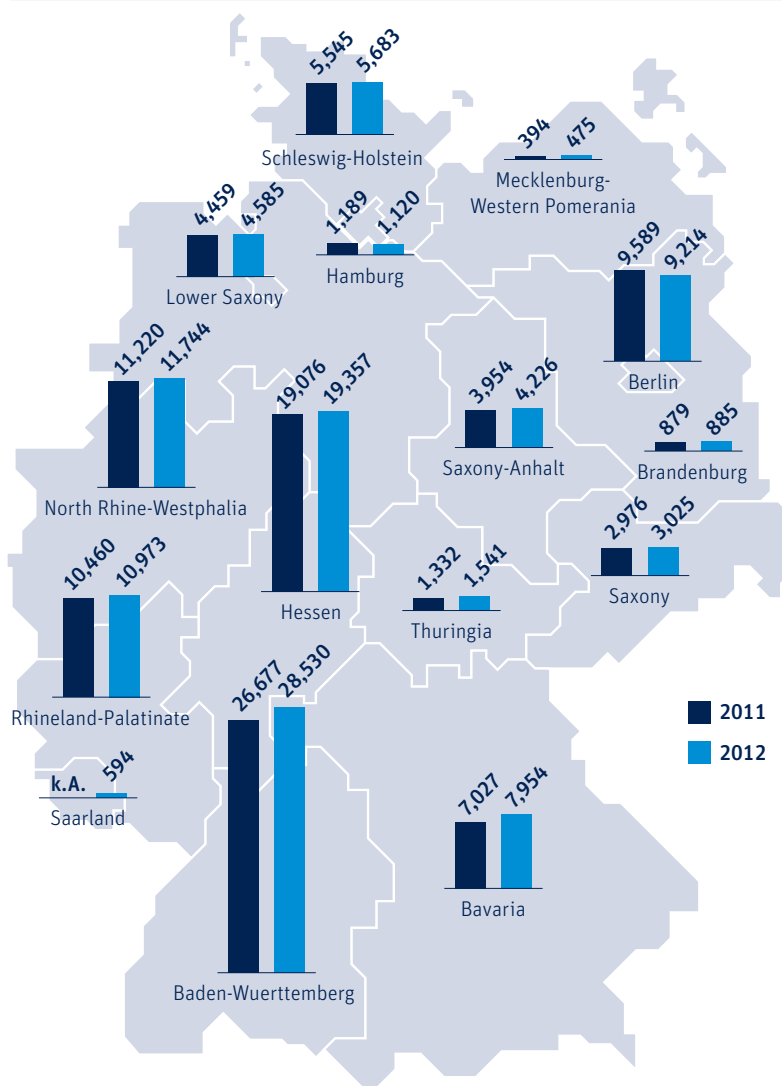 5,545 5,683
Schleswig-Holstein
394 475
Mecklenburg-
Western Pomerania
4,459 4,585
Lower Saxony
1,189 1,120
Hamburg
9,589 9,214
Berlin
11,220 11,744
North Rhine-Westphalia
19,076 19,357
Hessen
3,954 4,226
Saxony-Anhalt
879 885
Brandenburg
2,976 3,025
Saxony
1,332 1,541
Thuringia
10,460 10,973
Rhineland-Palatinate
26,677 28,530
Baden-Wuerttemberg
k.A. 594
Saarland
7,027 7,954
Bavaria
2011
2012